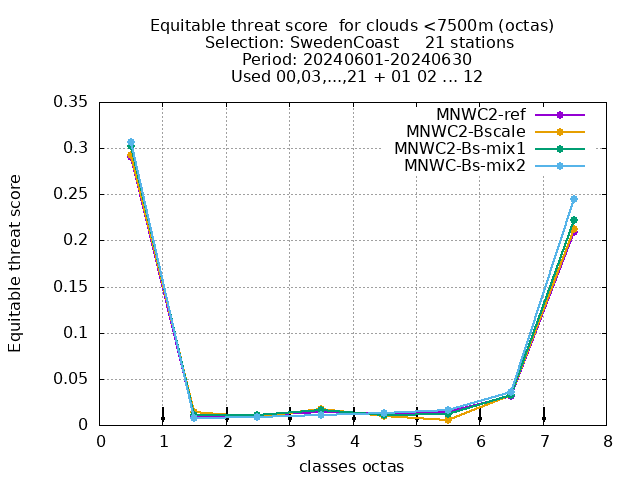 Equitable threat score  for clouds <7500m (octas)
Selection: SwedenCoast     21 stations
Period: 20240601-20240630
Used 00,03,...,21 + 01 02 ... 12
MNWC2-ref
MNWC2-Bscale
MNWC2-Bs-mix1
MNWC-Bs-mix2
Equitable threat score
0.35
0.3
0.25
0.2
0.15
0.1
0.05
0
0 1 2 3 4 5 6 7 8
classes octas